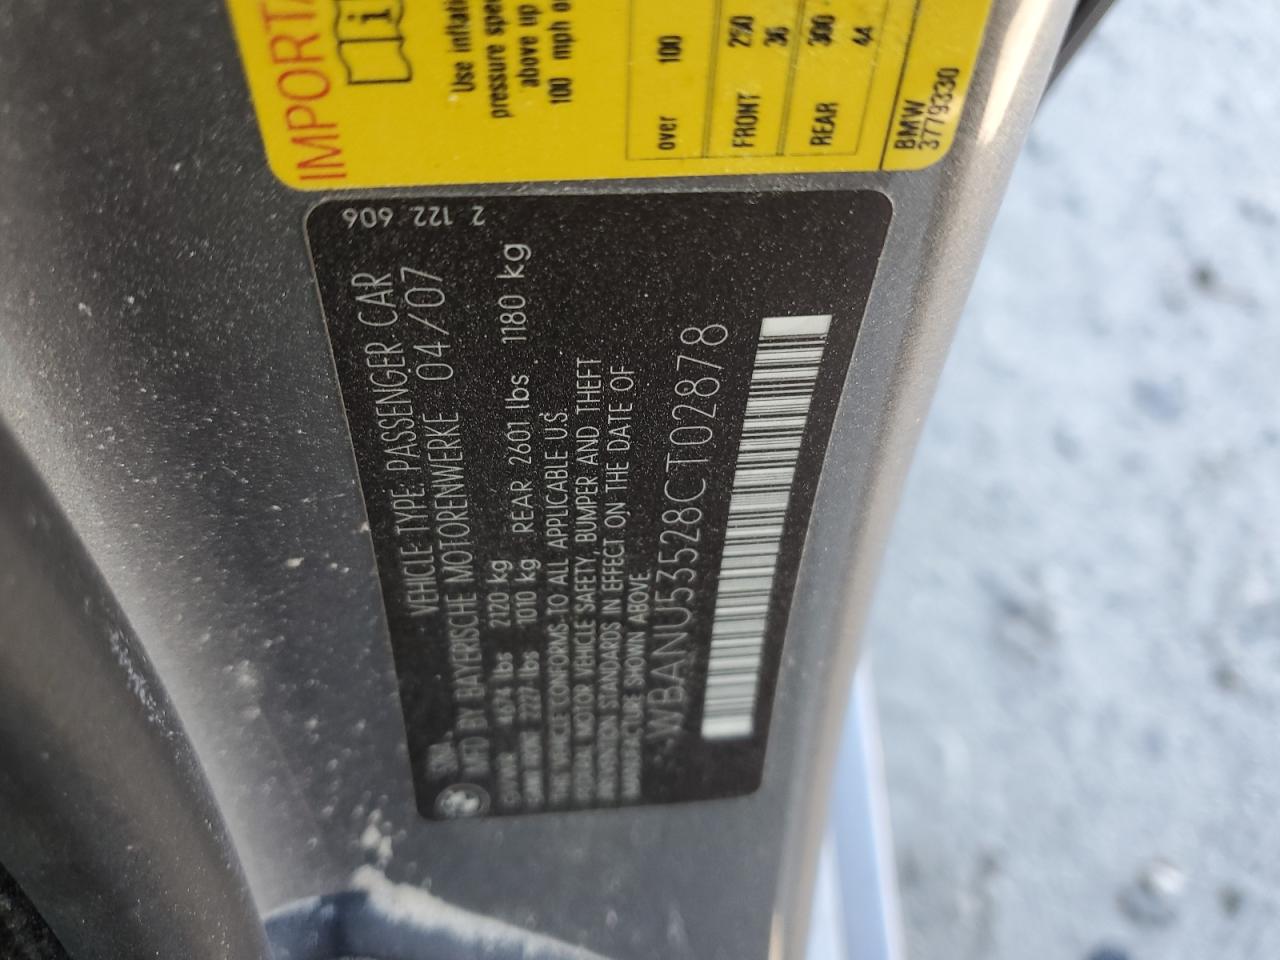 IMPORTA
Use inflati
pressure spe
above up
100 mph o
over 100
FRONT 250
36
REAR 300
44
BMW
3779330
VEHICLE TYPE: PASSENGER CAR
MFD BY BAYERISCHE MOTORENWERKE 04/07
GVWR 4674 lbs 2120 kg
2227 lbs 1010 kg REAR 2601 lbs 1180 kg
THIS VEHICLE CONFORMS TO ALL APPLICABLE U.S.
FEDERAL MOTOR VEHICLE SAFETY, BUMPER AND THEFT
PREVENTION STANDARDS IN EFFECT ON THE DATE OF
MANUFACTURE SHOWN ABOVE
WBANU53528CT02878
2 122 606